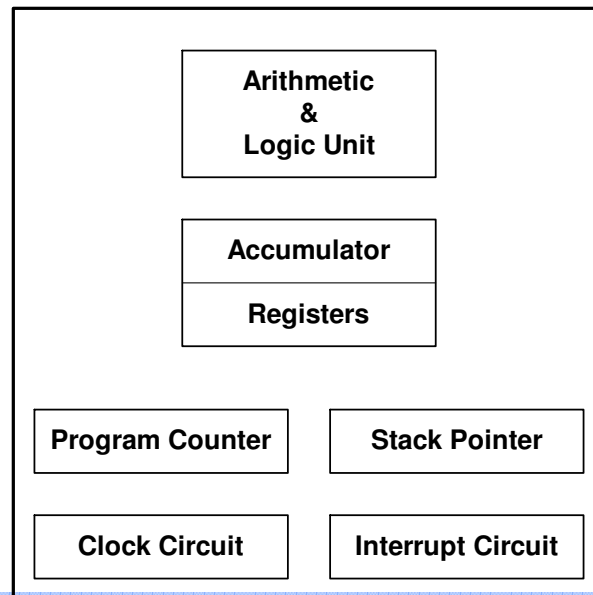 Arithmetic
&
Logic Unit
Accumulator
Registers
Program Counter
Stack Pointer
Clock Circuit
Interrupt Circuit